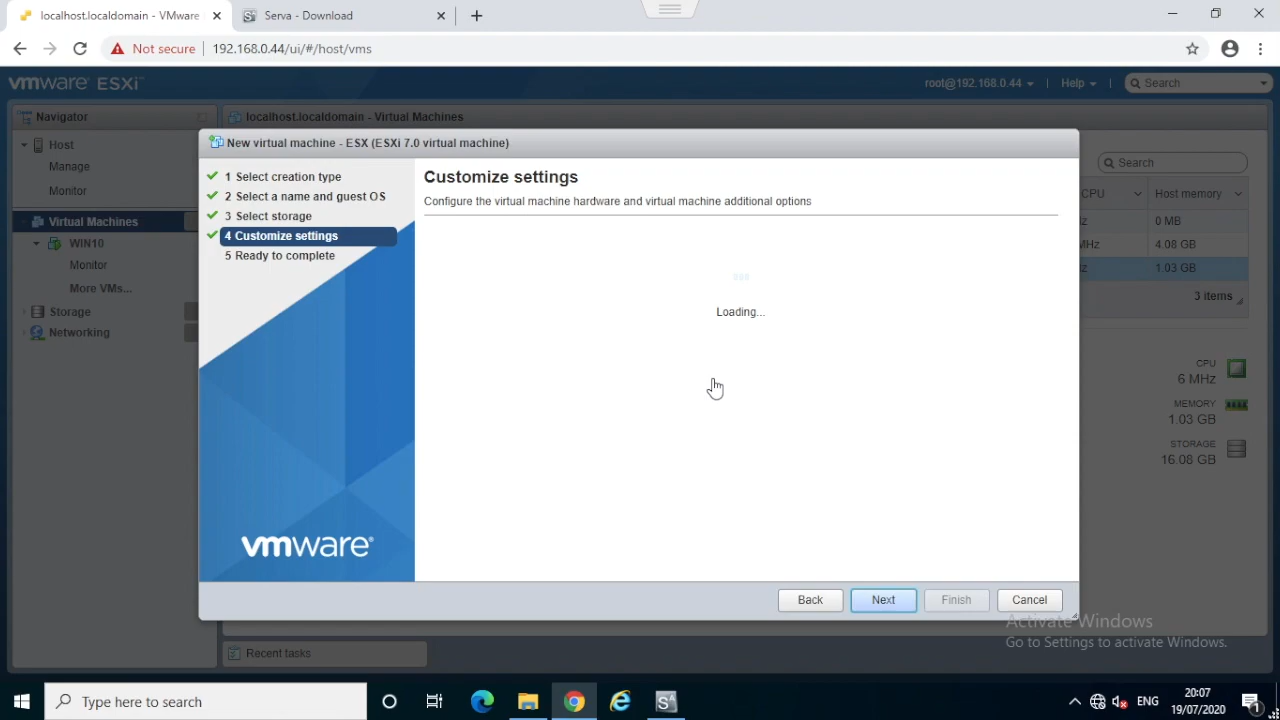 localhost.localdomain - VMware
Serva - Download
Not secure
192.168.0.44/ui/#/host/vms
vmware ESXi
root@192.168.0.44
Help
Search
Navigator
localhost.localdomain - Virtual Machines
Host
Manage
Monitor
Virtual Machines
WIN10
Monitor
More VMs...
Storage
Networking
Search
CPU
Host memory
0 MB
MHz
4.08 GB
1.03 GB
3 items
CPU
6 MHz
MEMORY
1.03 GB
STORAGE
16.08 GB
New virtual machine - ESX (ESXi 7.0 virtual machine)
1 Select creation type
2 Select a name and guest OS
3 Select storage
4 Customize settings
5 Ready to complete
vmware
Customize settings
Configure the virtual machine hardware and virtual machine additional options
Loading...
Back
Next
Finish
Cancel
Activate Windows
Go to Settings to activate Windows.
Recent tasks
Type here to search
ENG
20:07
19/07/2020
1